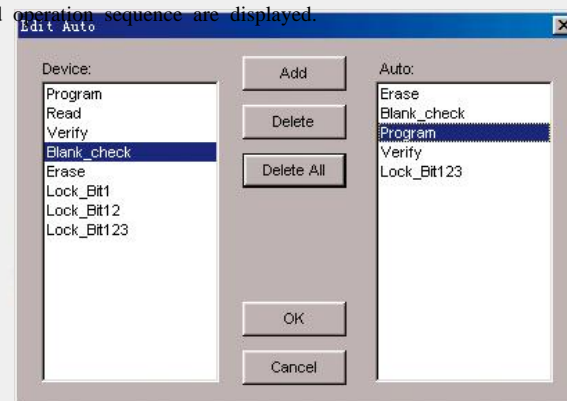 operation sequence are displayed.
Edit Auto
Device:
Program
Read
Verify
Blank_check
Erase
Lock_Bit1
Lock_Bit12
Lock_Bit123
Add
Delete
Delete All
OK
Cancel
Auto:
Erase
Blank_check
Program
Verify
Lock_Bit123